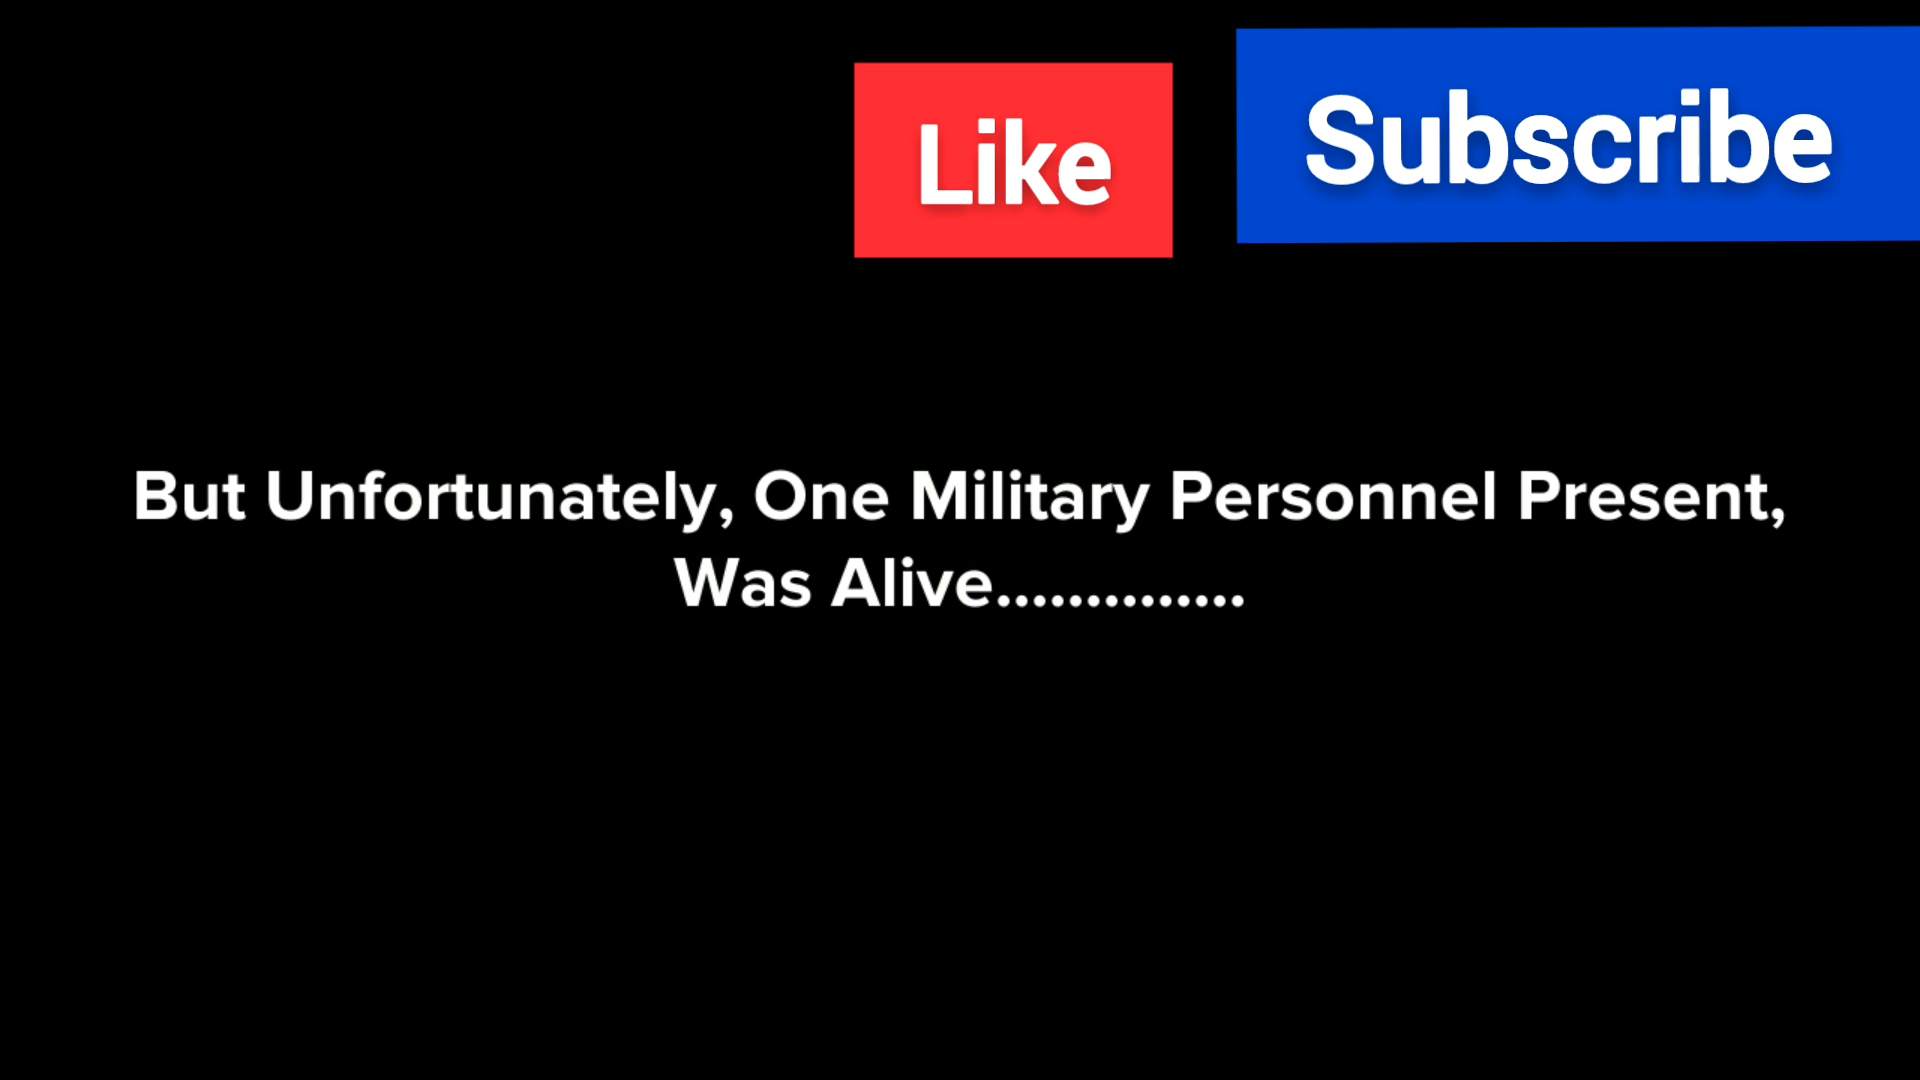 Like
Subscribe
But Unfortunately, One Military Personnel Present,
Was Alive..............